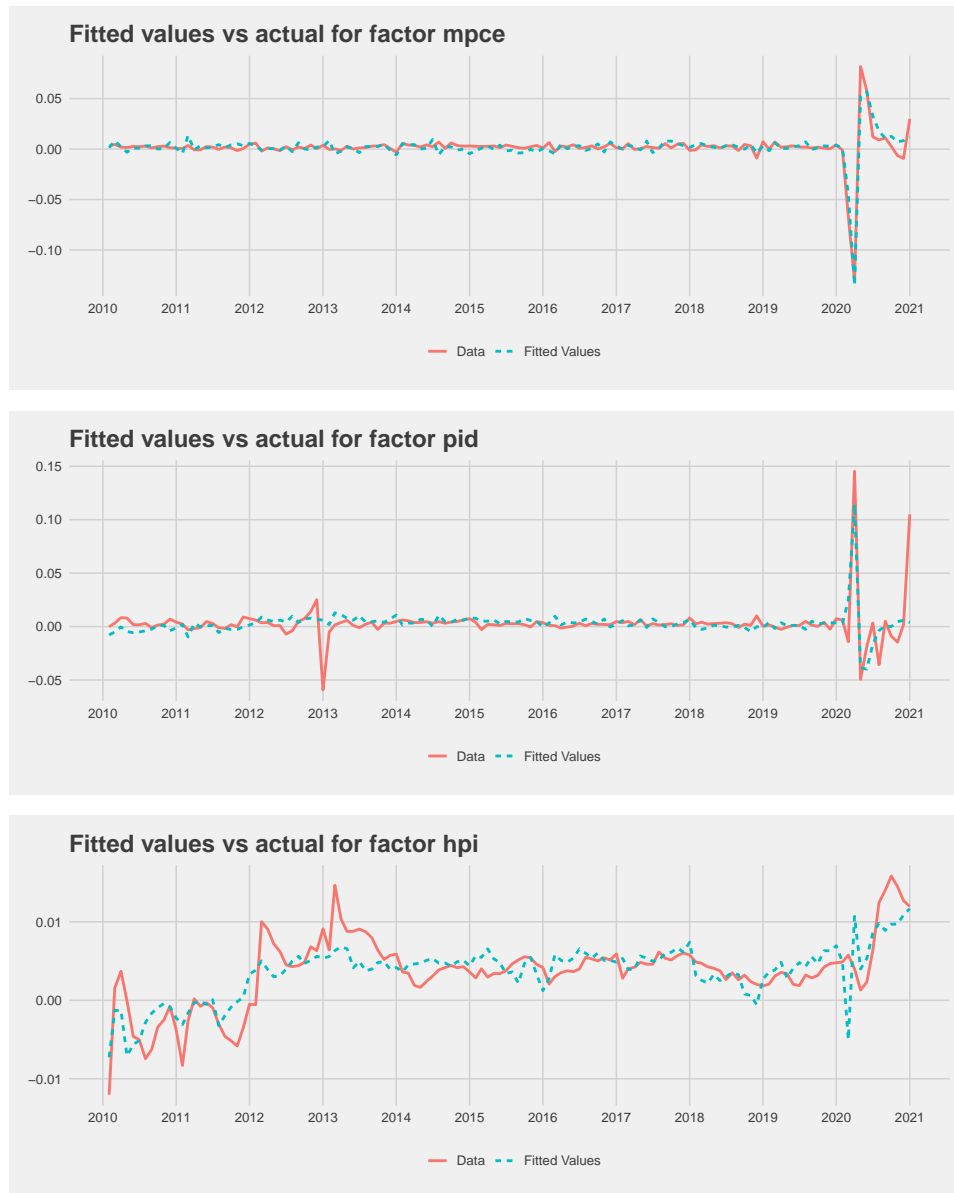 Fitted values vs actual for factor mpce
0.05
0.00
−0.05
−0.10
2010 2011 2012 2013 2014 2015 2016 2017 2018 2019 2020 2021
Data Fitted Values
Fitted values vs actual for factor pid
0.15
0.10
0.05
0.00
−0.05
2010 2011 2012 2013 2014 2015 2016 2017 2018 2019 2020 2021
Data Fitted Values
Fitted values vs actual for factor hpi
0.01
0.00
−0.01
2010 2011 2012 2013 2014 2015 2016 2017 2018 2019 2020 2021
Data Fitted Values